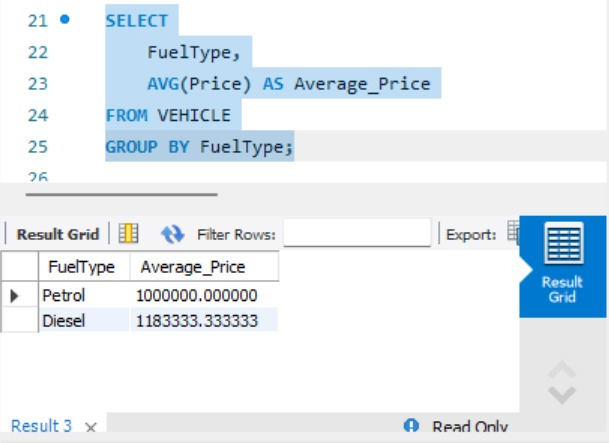 21 SELECT
22 FuelType,
23 AVG(Price) AS Average_Price
24 FROM VEHICLE
25 GROUP BY FuelType;
26
Result Grid Filter Rows: Export:
Result Grid
FuelType Average_Price
Petrol 1000000.000000
Diesel 1183333.333333
Result 3 × Read Only